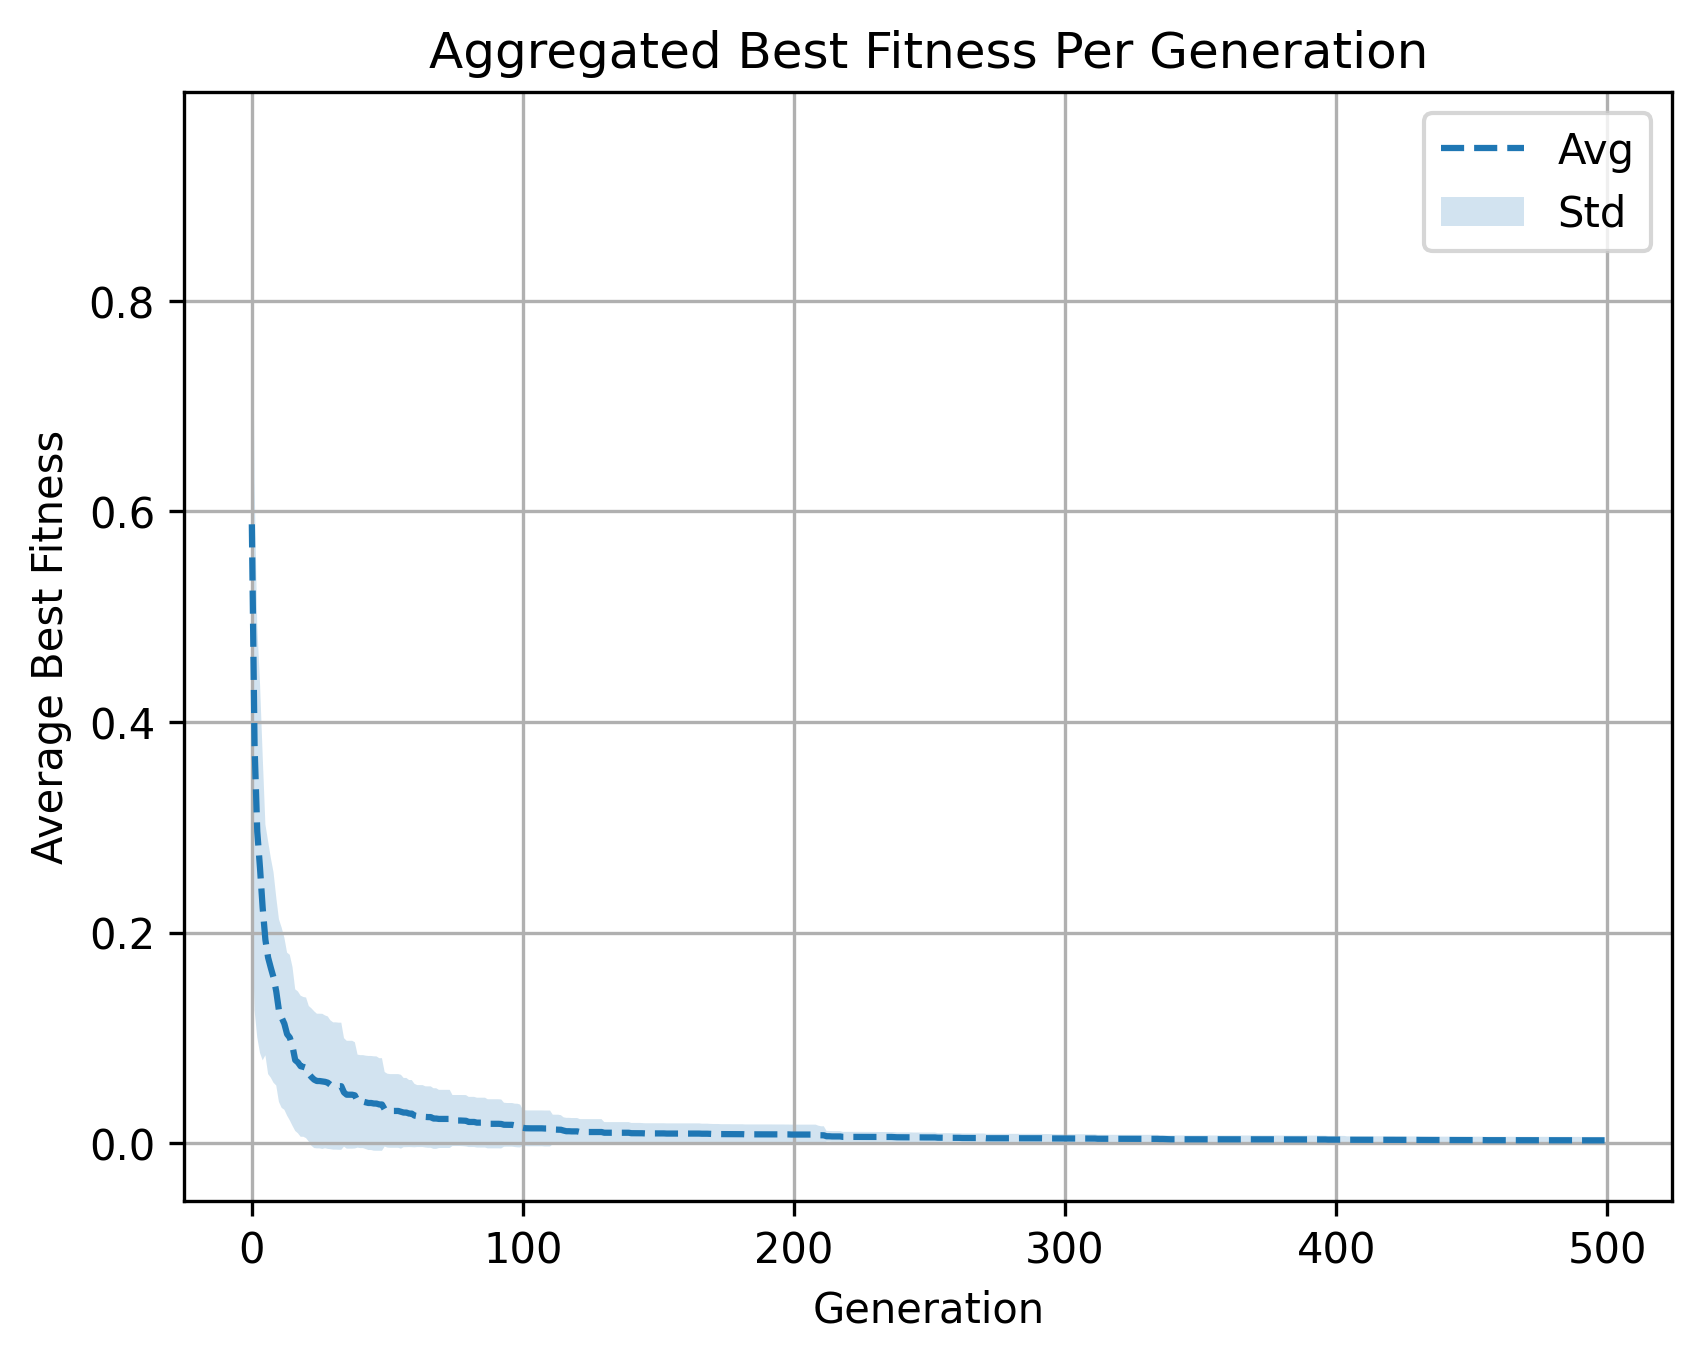 Aggregated Best Fitness Per Generation
Avg
Std
Average Best Fitness
0.8
0.6
0.4
0.2
0.0
0 100 200 300 400 500
Generation